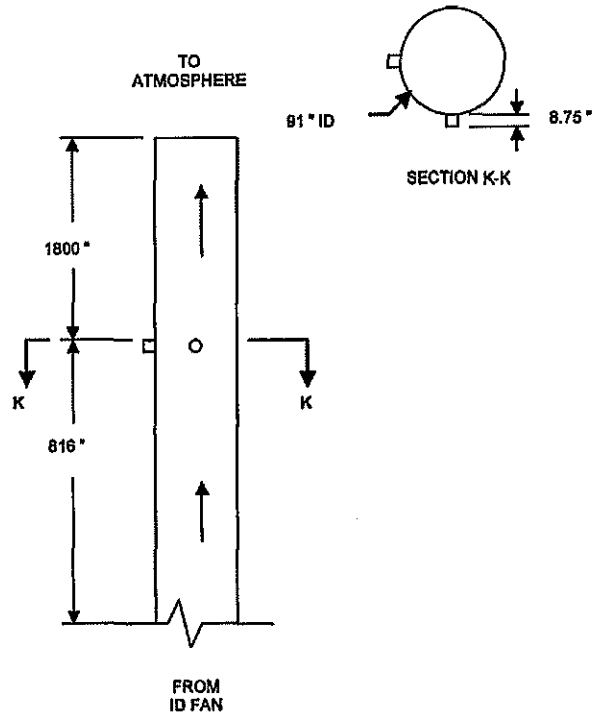 TO
ATMOSPHERE
91 " ID
8.75 "
SECTION K-K
1800 "
K
K
816 "
FROM
ID FAN